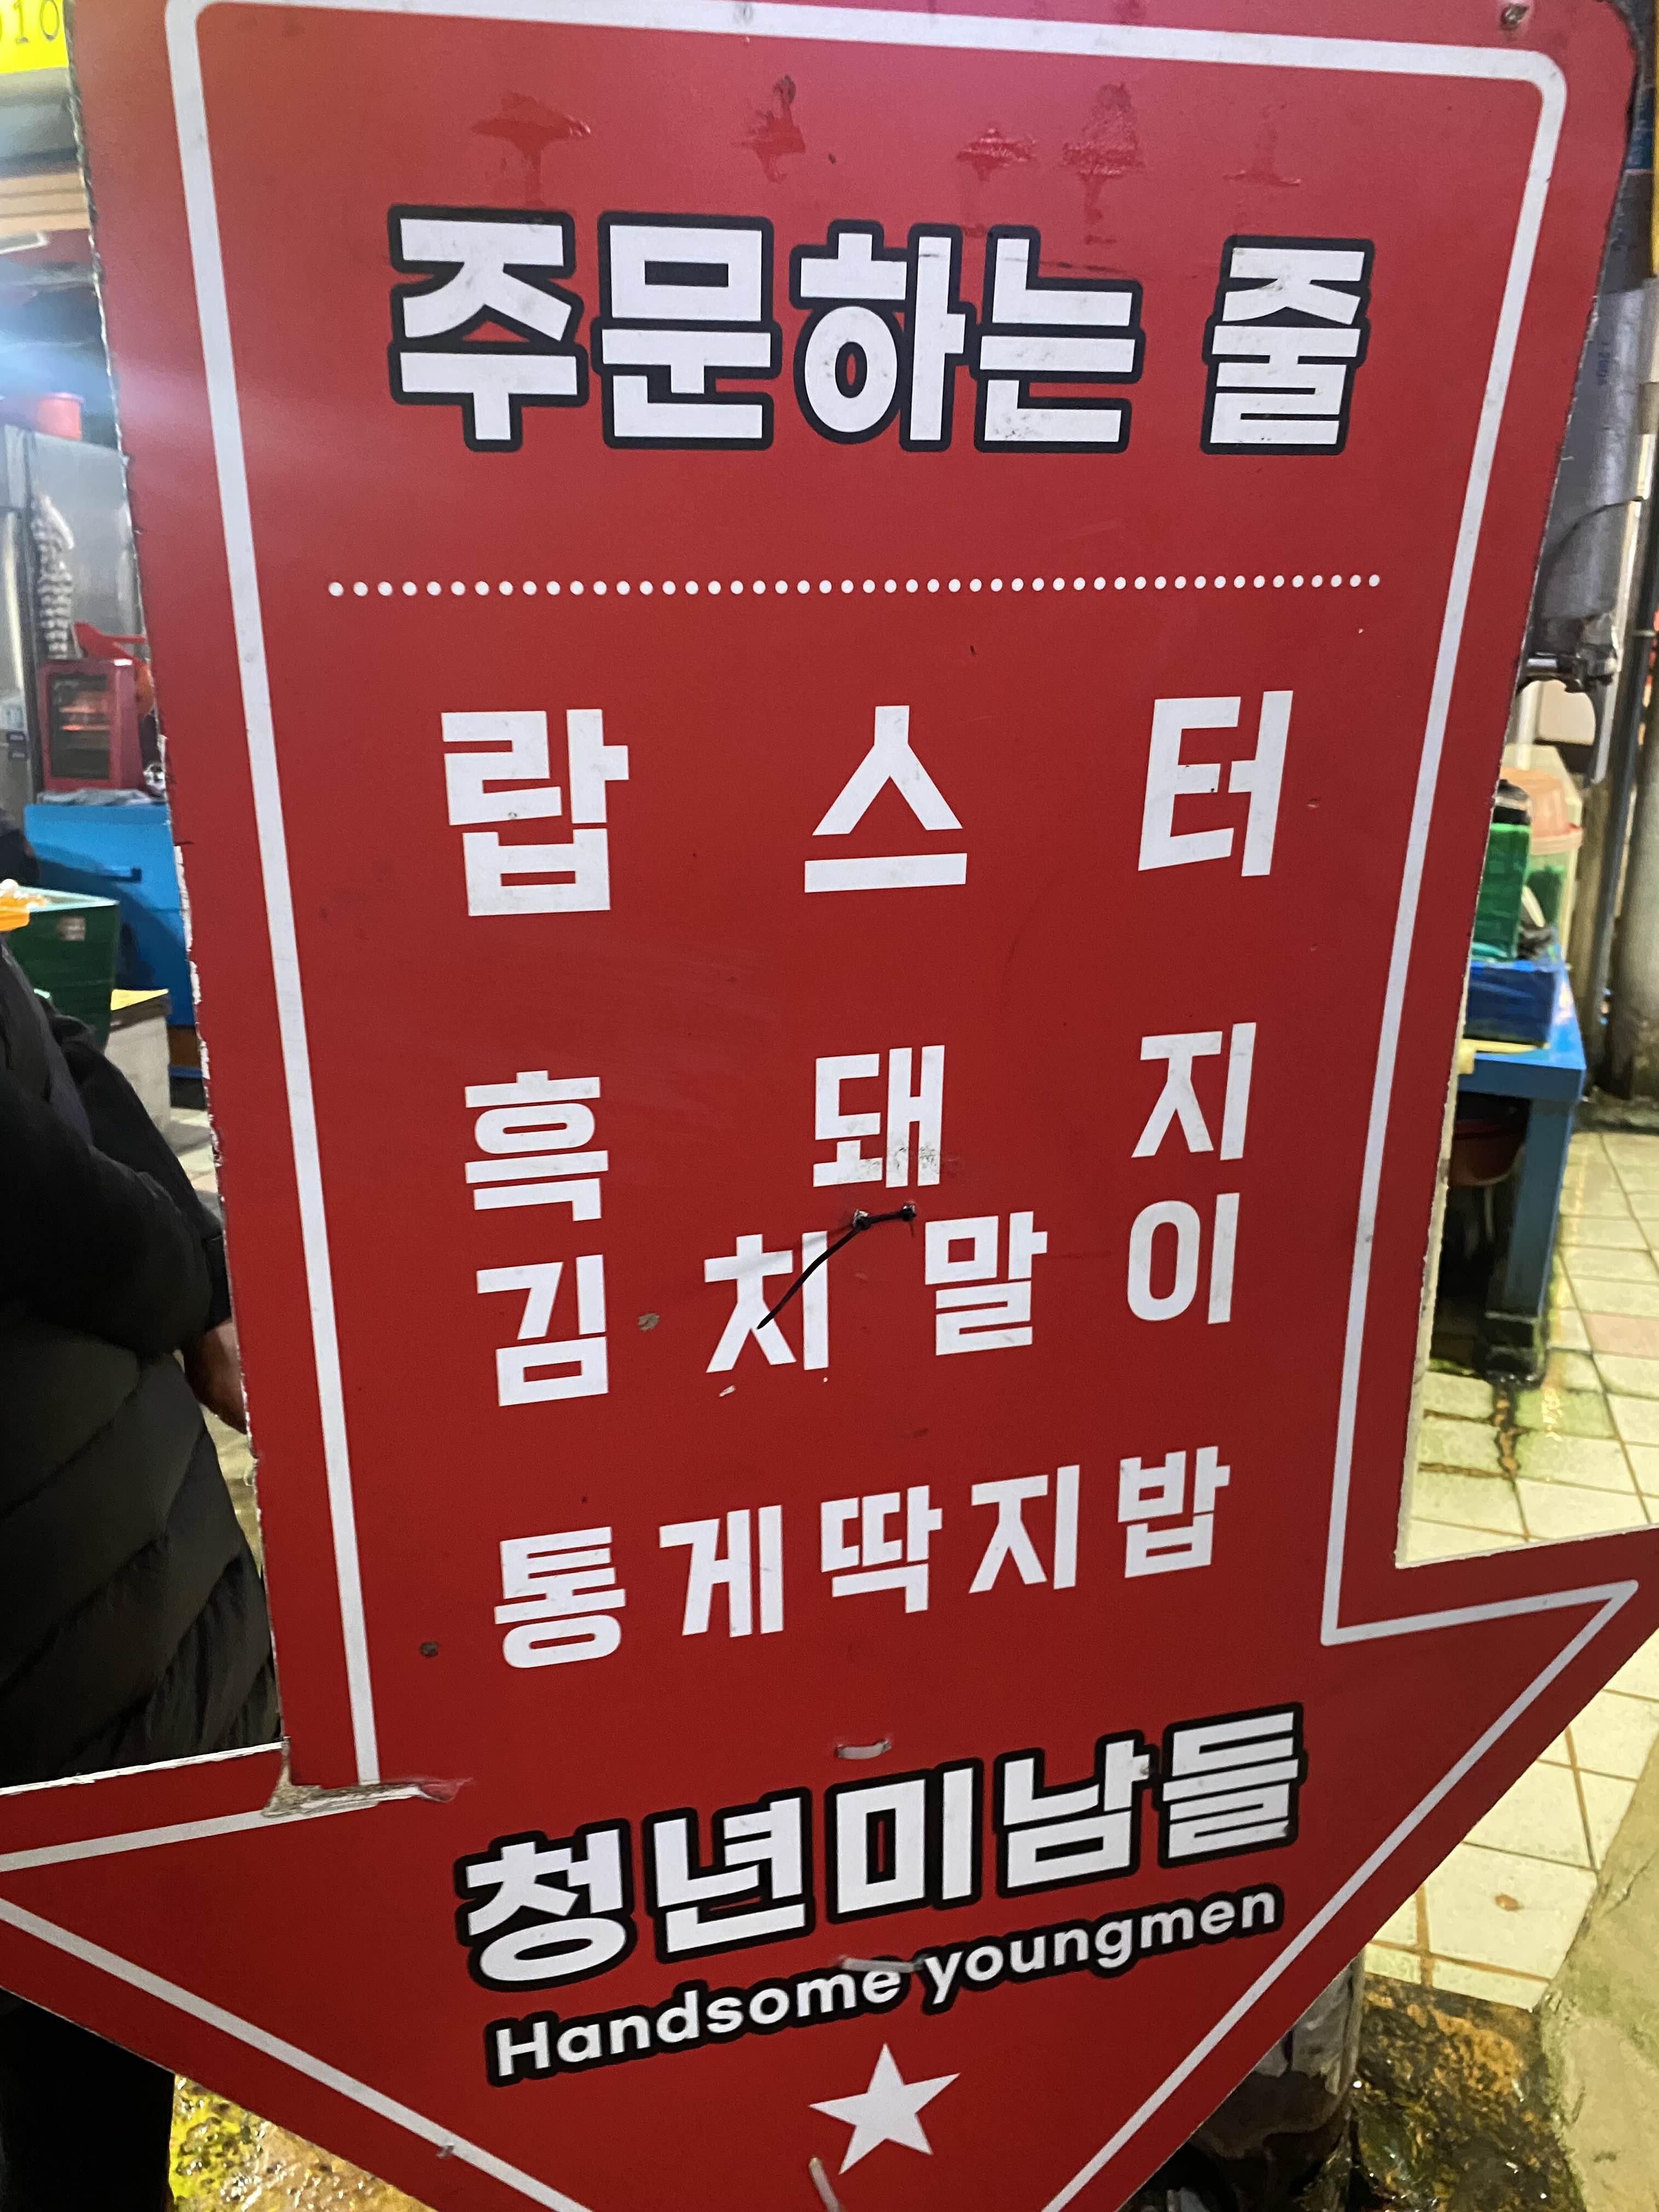 주문하는 줄
랍스터
흑돼지
김치말이
통게딱지밥
청년미남들
Handsome youngmen